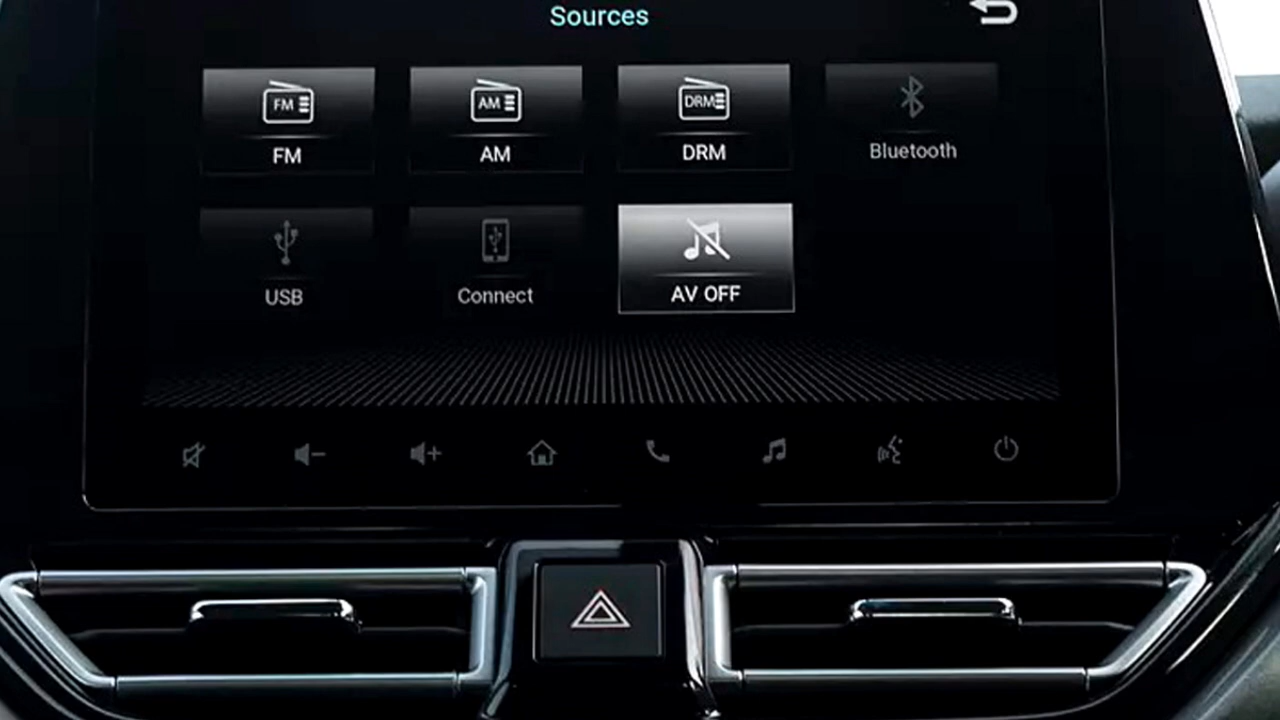 Sources
FM
AM
DRM
FM
AM
DRM
Bluetooth
USB
Connect
AV OFF